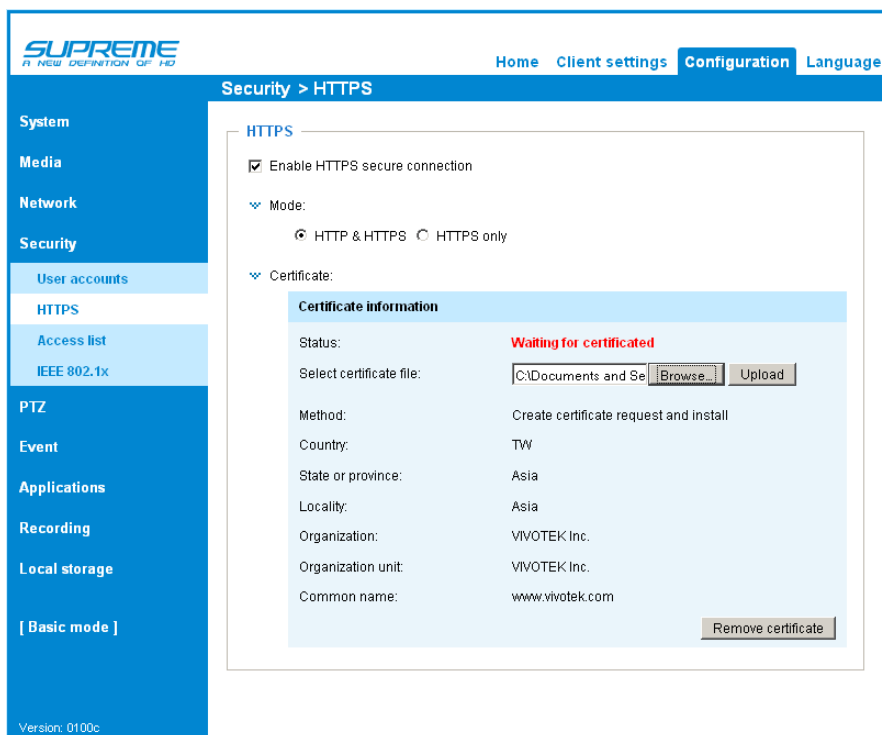 SUPREME
A NEW DEFINITION OF HD
Home Client settings Configuration Language
Security > HTTPS
System
Media
Network
Security
User accounts
HTTPS
Access list
IEEE 802.1x
PTZ
Event
Applications
Recording
Local storage
[ Basic mode ]
Version: 0100c
HTTPS
Enable HTTPS secure connection
Mode:
HTTP & HTTPS HTTPS only
Certificate:
Certificate information
Status: Waiting for certificated
Select certificate file: C:\Documents and Se Browse... Upload
Method: Create certificate request and install
Country: TW
State or province: Asia
Locality: Asia
Organization: VIVOTEK Inc.
Organization unit: VIVOTEK Inc.
Common name: www.vivotek.com
Remove certificate